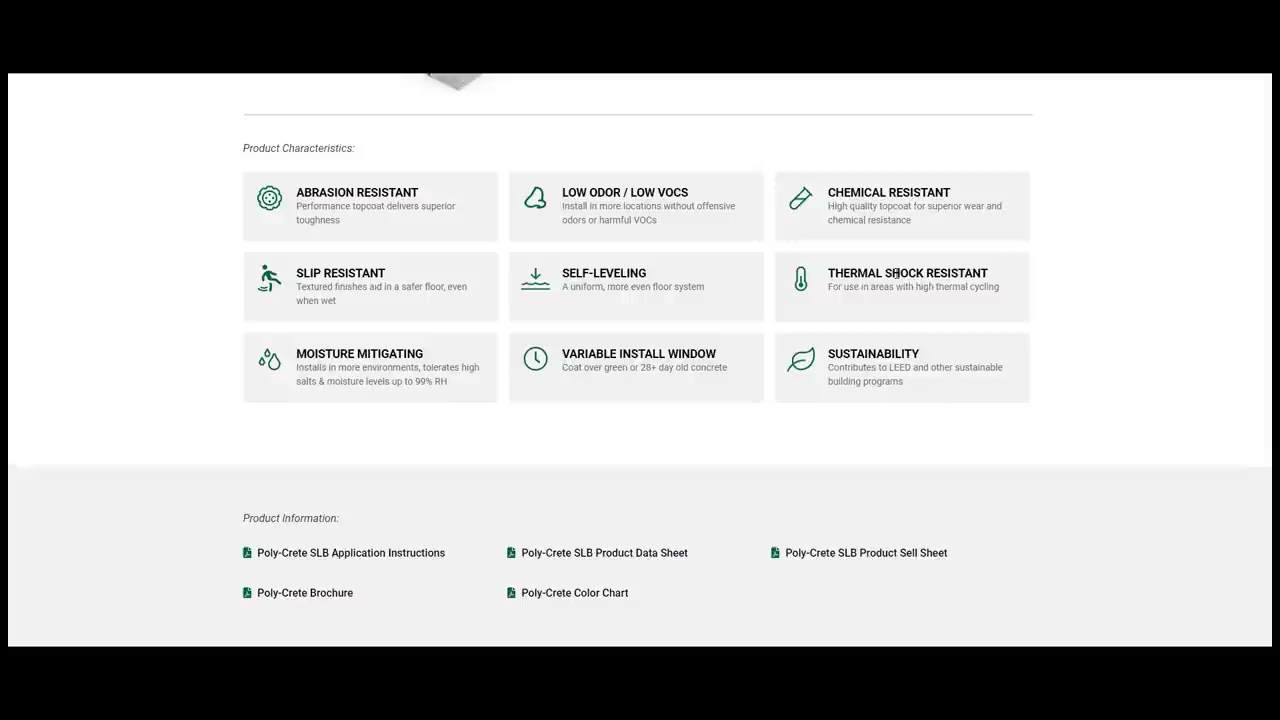 Product Characteristics:
ABRASION RESISTANT
Performance topcoat delivers superior
toughness
LOW ODOR / LOW VOCS
Install in more locations without offensive
odors or harmful VOCs
CHEMICAL RESISTANT
High quality topcoat for superior wear and
chemical resistance
SLIP RESISTANT
Textured finishes aid in a safer floor, even
when wet
SELF-LEVELING
A uniform, more even floor system
THERMAL SHOCK RESISTANT
For use in areas with high thermal cycling
MOISTURE MITIGATING
Installs in more environments, tolerates high
salts & moisture levels up to 99% RH
VARIABLE INSTALL WINDOW
Coat over green or 28+ day old concrete
SUSTAINABILITY
Contributes to LEED and other sustainable
building programs
Product Information:
Poly-Crete SLB Application Instructions
Poly-Crete SLB Product Data Sheet
Poly-Crete SLB Product Sell Sheet
Poly-Crete Brochure
Poly-Crete Color Chart